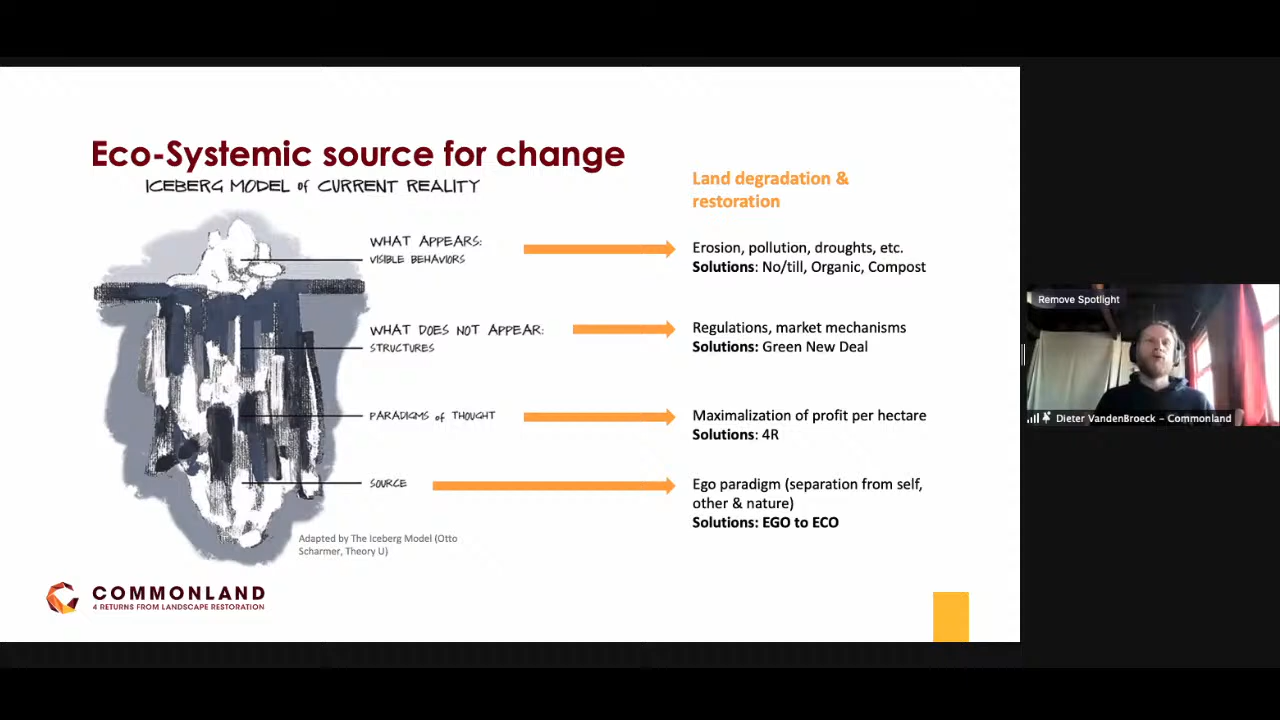 Eco-Systemic source for change
ICEBERG MODEL of CURRENT REALITY
Land degradation &
restoration
WHAT APPEARS:
VISIBLE BEHAVIORS
Erosion, pollution, droughts, etc.
Solutions: No/till, Organic, Compost
WHAT DOES NOT APPEAR:
STRUCTURES
Regulations, market mechanisms
Solutions: Green New Deal
PARADIGMS of THOUGHT
Maximalization of profit per hectare
Solutions: 4R
SOURCE
Ego paradigm (separation from self,
other & nature)
Solutions: EGO to ECO
Adapted by The Iceberg Model (Otto
Scharmer, Theory U)
COMMONLAND
4 RETURNS FROM LANDSCAPE RESTORATION
Remove Spotlight
Dieter VandenBroeck – Commonland